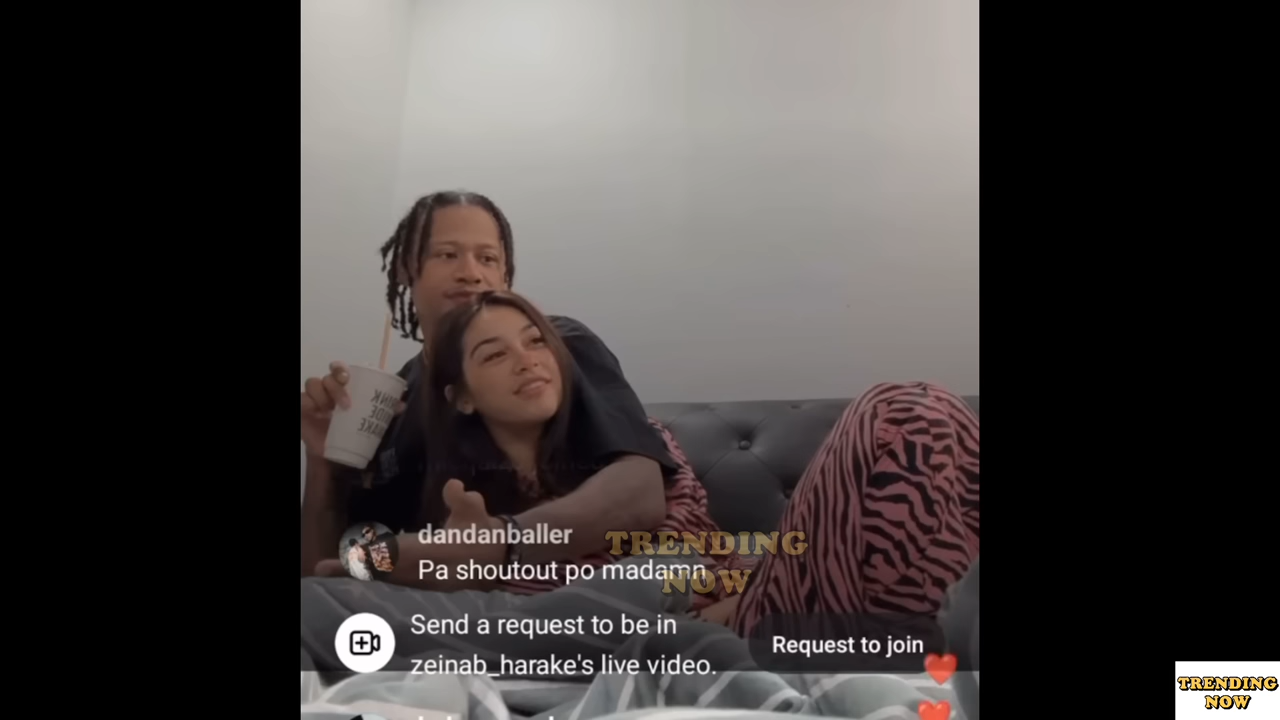 dandanballer
Pa shoutout po madamn
TRENDING
NOW
Send a request to be in
zeinab_harake's live video.
Request to join
TRENDING
NOW